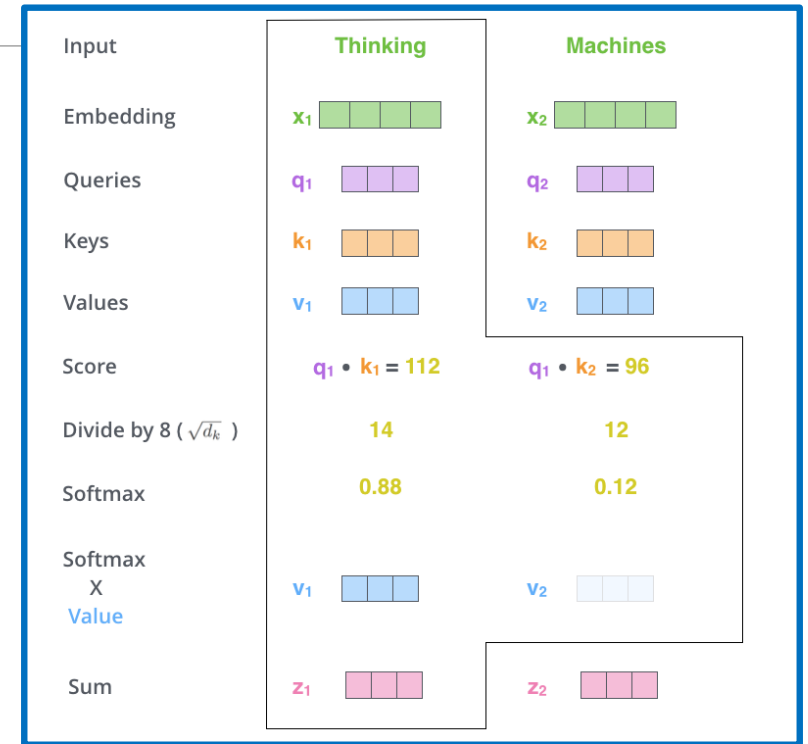 Input Thinking Machines
Embedding x₁ x₂
Queries q₁ q₂
Keys k₁ k₂
Values v₁ v₂
Score q₁ • k₁ = 112 q₁ • k₂ = 96
Divide by 8 ( √dₖ ) 14 12
Softmax 0.88 0.12
Softmax
X v₁ v₂
Value
Sum z₁ z₂